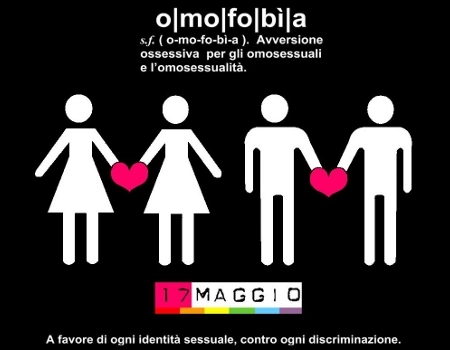 o|mo|fo|bì|a
s.f. ( o-mo-fo-bì-a ). Avversione
ossessiva per gli omosessuali
e l'omosessualità.
17 MAGGIO
A favore di ogni identità sessuale, contro ogni discriminazione.